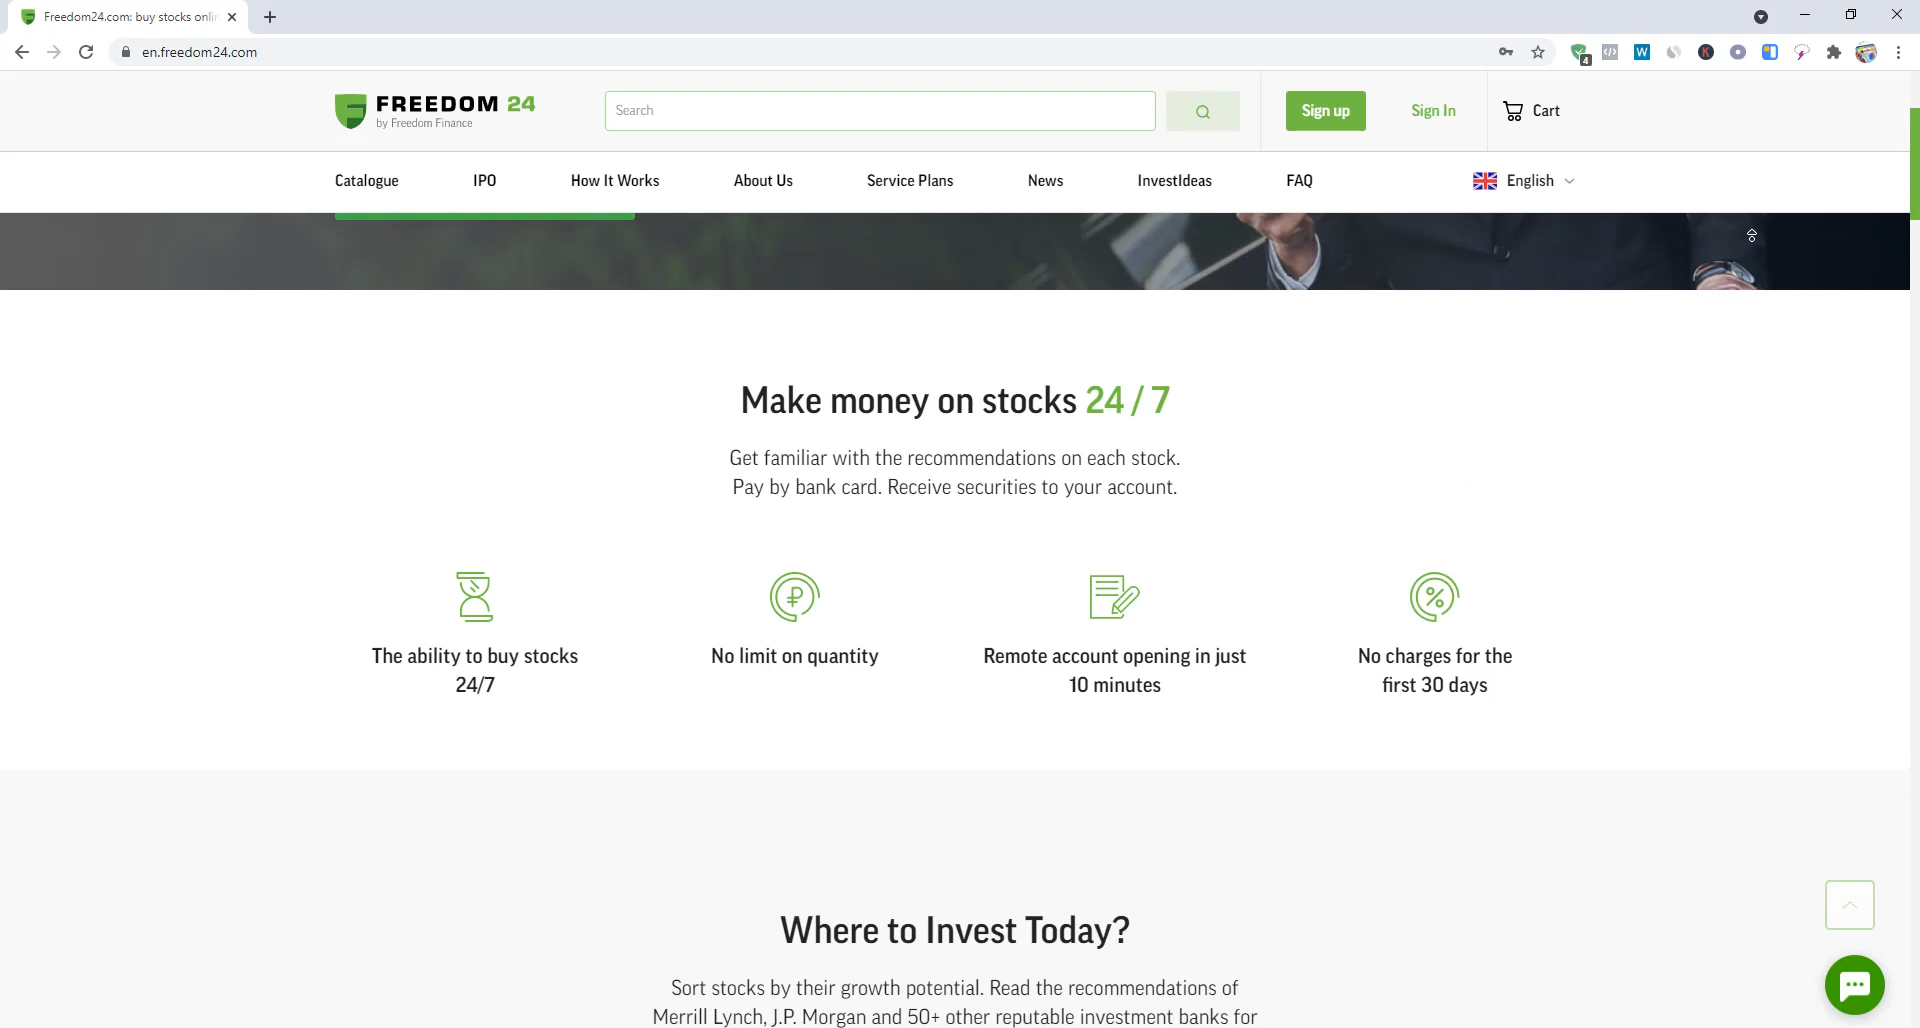 Freedom24.com: buy stocks onlin
en.freedom24.com
4
W
K
FREEDOM 24
by Freedom Finance
Search
Sign up
Sign In
Cart
Catalogue
IPO
How It Works
About Us
Service Plans
News
InvestIdeas
FAQ
English
Make money on stocks 24 / 7
Get familiar with the recommendations on each stock.
Pay by bank card. Receive securities to your account.
The ability to buy stocks
24/7
No limit on quantity
Remote account opening in just
10 minutes
No charges for the
first 30 days
Where to Invest Today?
Sort stocks by their growth potential. Read the recommendations of
Merrill Lynch, J.P. Morgan and 50+ other reputable investment banks for